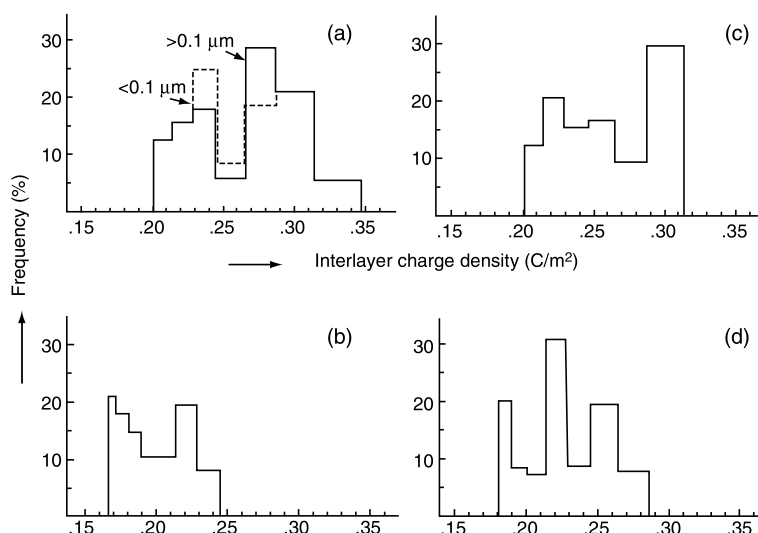 (a)
30
20
10
>0.1 μm
<0.1 μm
.15 .20 .25 .30 .35
(c)
30
20
10
.15 .20 .25 .30 .35
Interlayer charge density (C/m²)
Frequency (%)
(b)
30
20
10
.15 .20 .25 .30 .35
(d)
30
20
10
.15 .20 .25 .30 .35